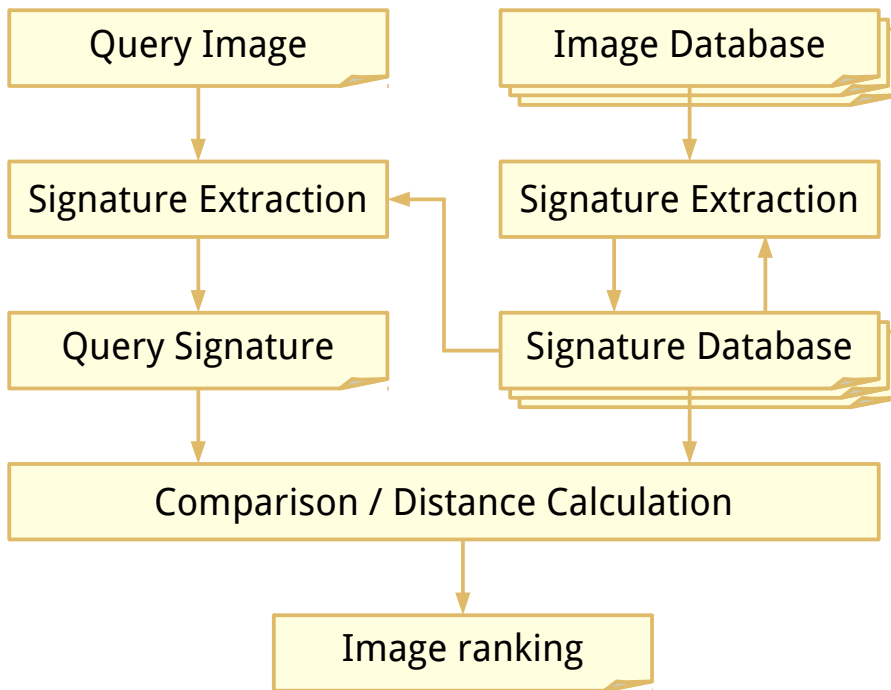 Query Image
Image Database
Signature Extraction
Signature Extraction
Query Signature
Signature Database
Comparison / Distance Calculation
Image ranking